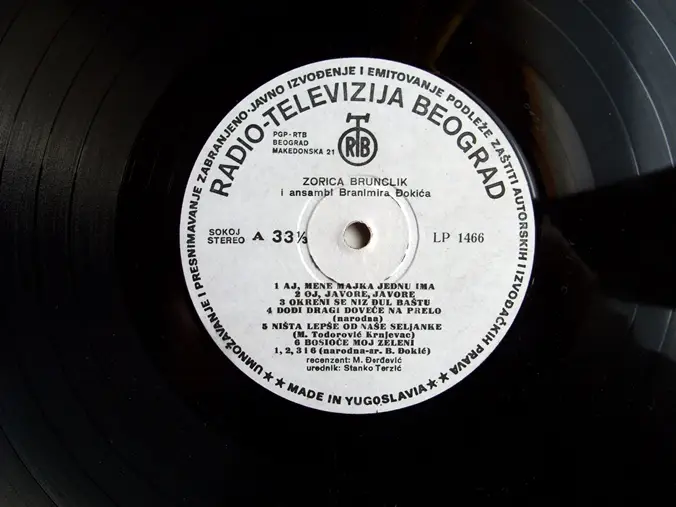 UMNOŽAVANJE I PRESNIMAVANJE ZABRANJENO·JAVNO IZVOĐENJE I EMITOVANJE PODLEŽE ZAŠTITI AUTORSKIH I IZVOĐAČKIH PRAVA
RADIO-TELEVIZIJA BEOGRAD
PGP-RTB
BEOGRAD
MAKEDONSKA 21
RTB
ZORICA BRUNCLIK
i ansambl Branimira Đokića
SOKOJ
STEREO A 33⅓ LP 1466
1 AJ, MENE MAJKA JEDNU IMA
2 OJ, JAVORE, JAVORE
3 OKRENI SE NIZ ĐUL BAŠTU
4 DOĐI DRAGI DOVEČE NA PRELO
(narodna)
5 NIŠTA LEPŠE OD NAŠE SELJANKE
(M. Todorović Krnjevac)
6 BOSIOČE MOJ ZELENI
1, 2, 3 i 6 (narodna-ar. B. Đokić)
recenzent: M. Đerđević
urednik: Stanko Terzić
★★ MADE IN YUGOSLAVIA ★★